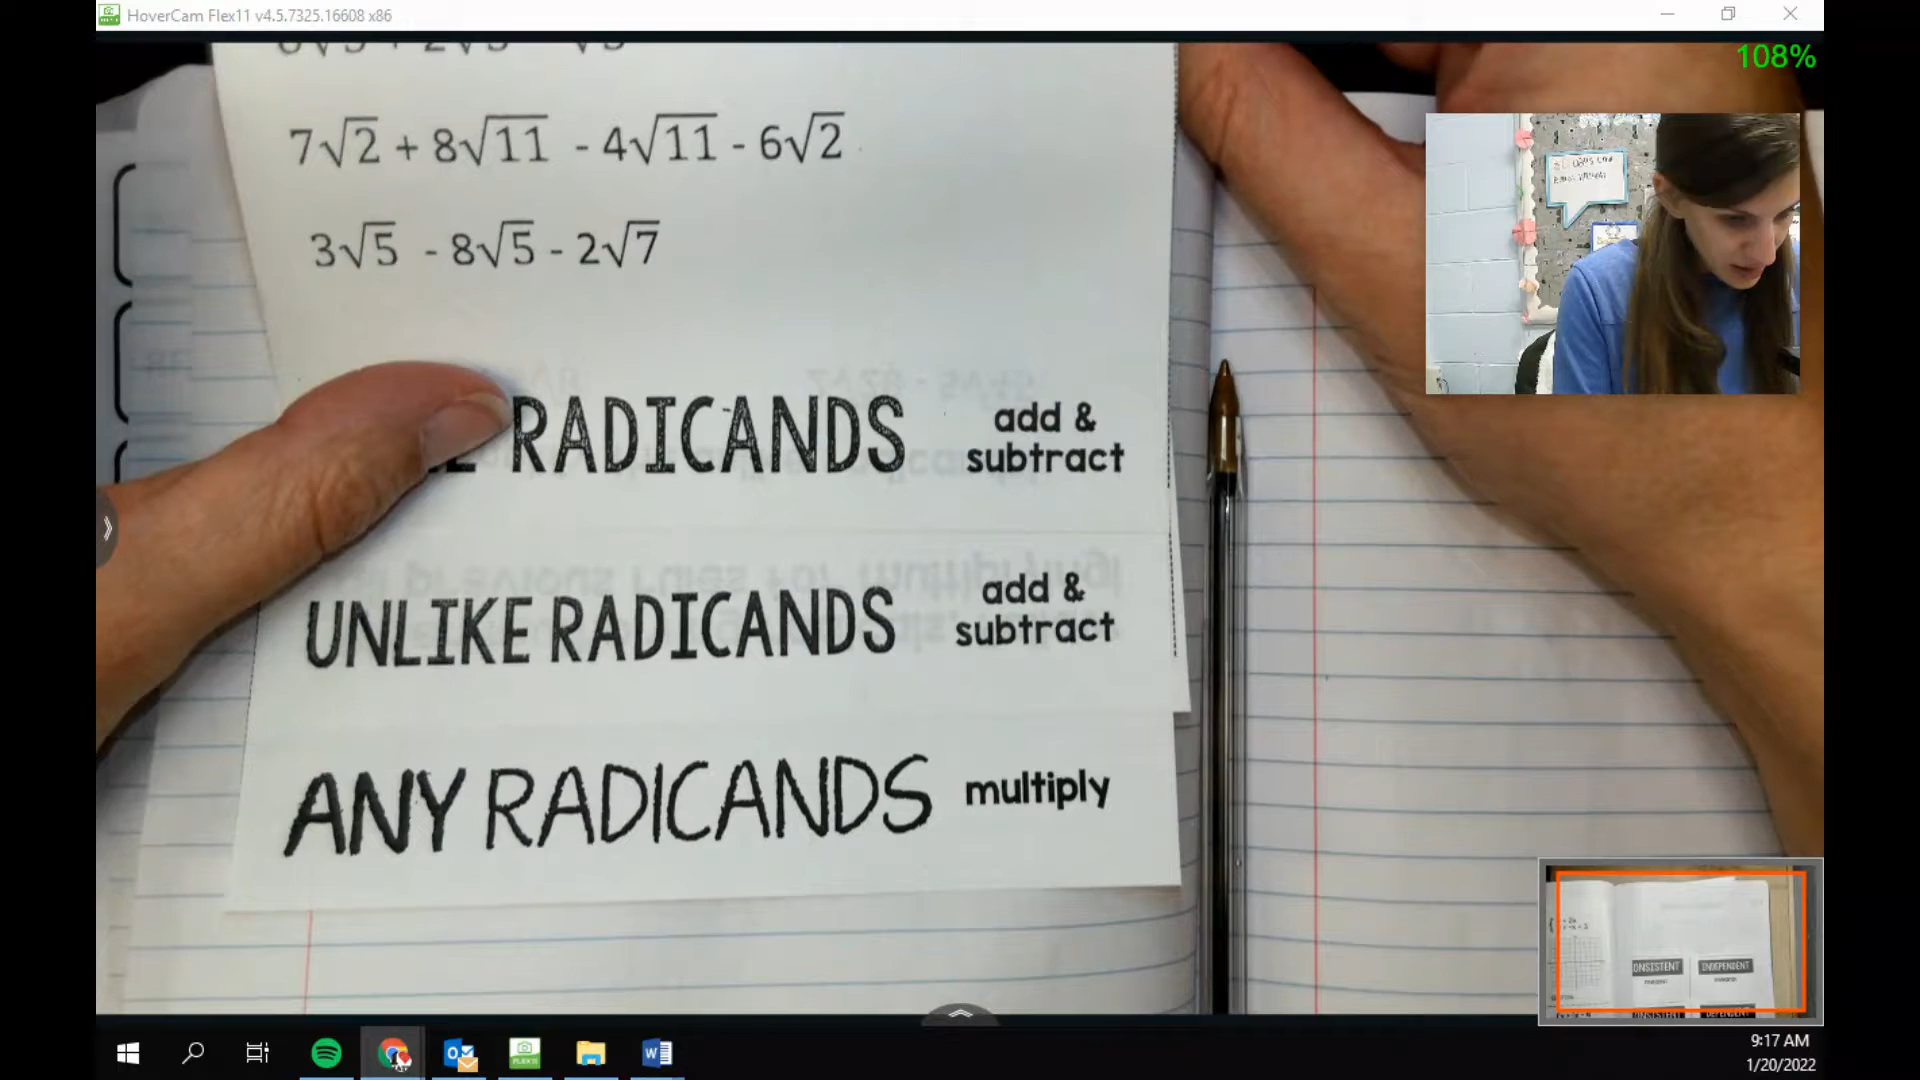 HoverCam Flex11 v4.5.7325.16608 x86
108%
7√2 + 8√11 - 4√11 - 6√2
3√5 - 8√5 - 2√7
RADICANDS add &
subtract
UNLIKE RADICANDS add &
subtract
ANY RADICANDS multiply
INDEPENDENT
9:17 AM
1/20/2022